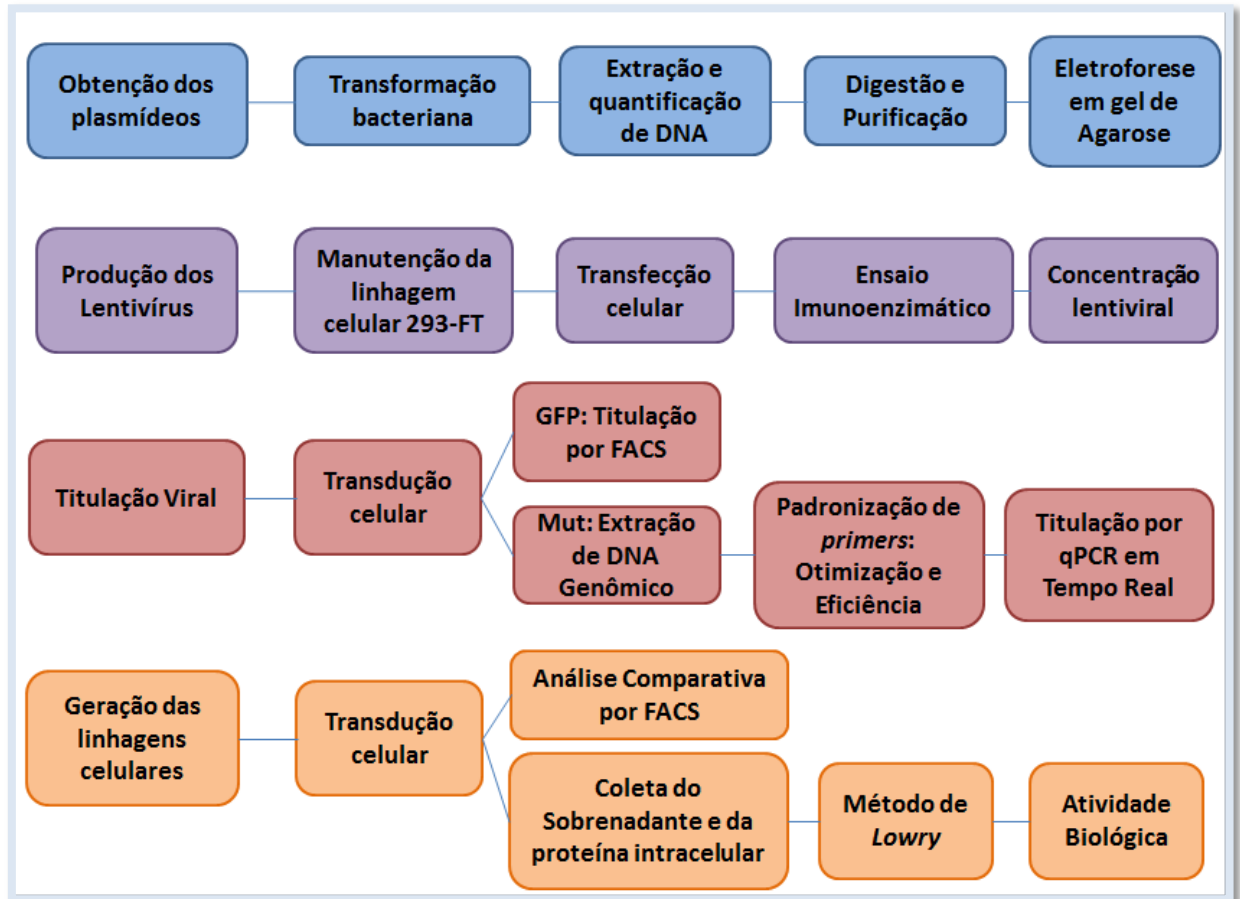 Obtenção dos
plasmídeos
Transformação
bacteriana
Extração e
quantificação
de DNA
Digestão e
Purificação
Eletroforese
em gel de
Agarose
Produção dos
Lentivírus
Manutenção da
linhagem
celular 293-FT
Transfecção
celular
Ensaio
Imunoenzimático
Concentração
lentiviral
Titulação Viral
Transdução
celular
GFP: Titulação
por FACS
Mut: Extração
de DNA
Genômico
Padronização de
primers:
Otimização e
Eficiência
Titulação por
qPCR em
Tempo Real
Geração das
linhagens
celulares
Transdução
celular
Análise Comparativa
por FACS
Coleta do
Sobrenadante e da
proteína intracelular
Método de
Lowry
Atividade
Biológica